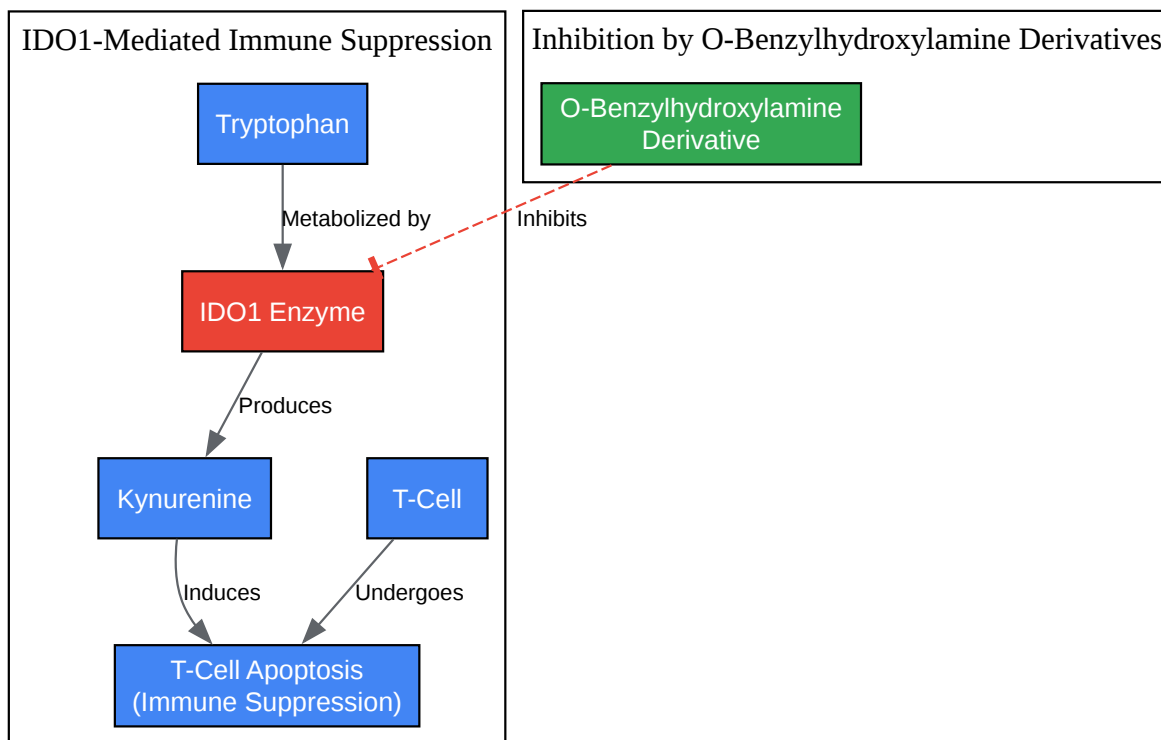 IDO1-Mediated Immune Suppression
Inhibition by O-Benzylhydroxylamine Derivatives
Tryptophan
O-Benzylhydroxylamine
Derivative
Metabolized by
Inhibits
IDO1 Enzyme
Produces
Kynurenine
T-Cell
Induces
Undergoes
T-Cell Apoptosis
(Immune Suppression)